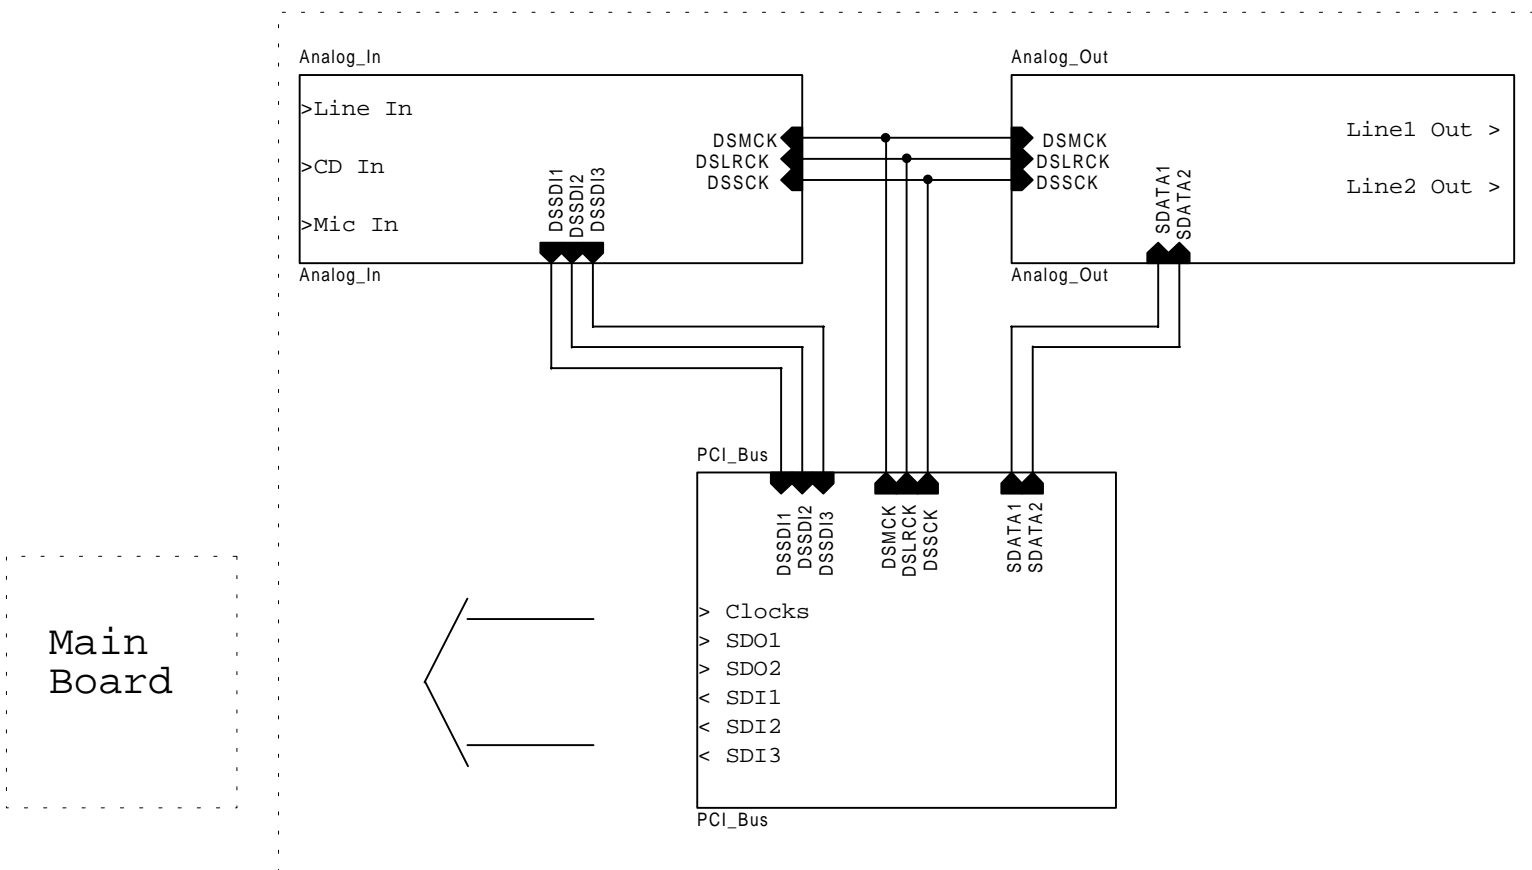 Analog_In
>Line In
>CD In
>Mic In
DSSDI1
DSSDI2
DSSDI3
DSMCK
DSLRCK
DSSCK
Analog_In
Analog_Out
DSMCK
DSLRCK
DSSCK
SDATA1
SDATA2
Line1 Out >
Line2 Out >
Analog_Out
PCI_Bus
DSSDI1
DSSDI2
DSSDI3
DSMCK
DSLRCK
DSSCK
SDATA1
SDATA2
> Clocks
> SDO1
> SDO2
< SDI1
< SDI2
< SDI3
PCI_Bus
Main
Board